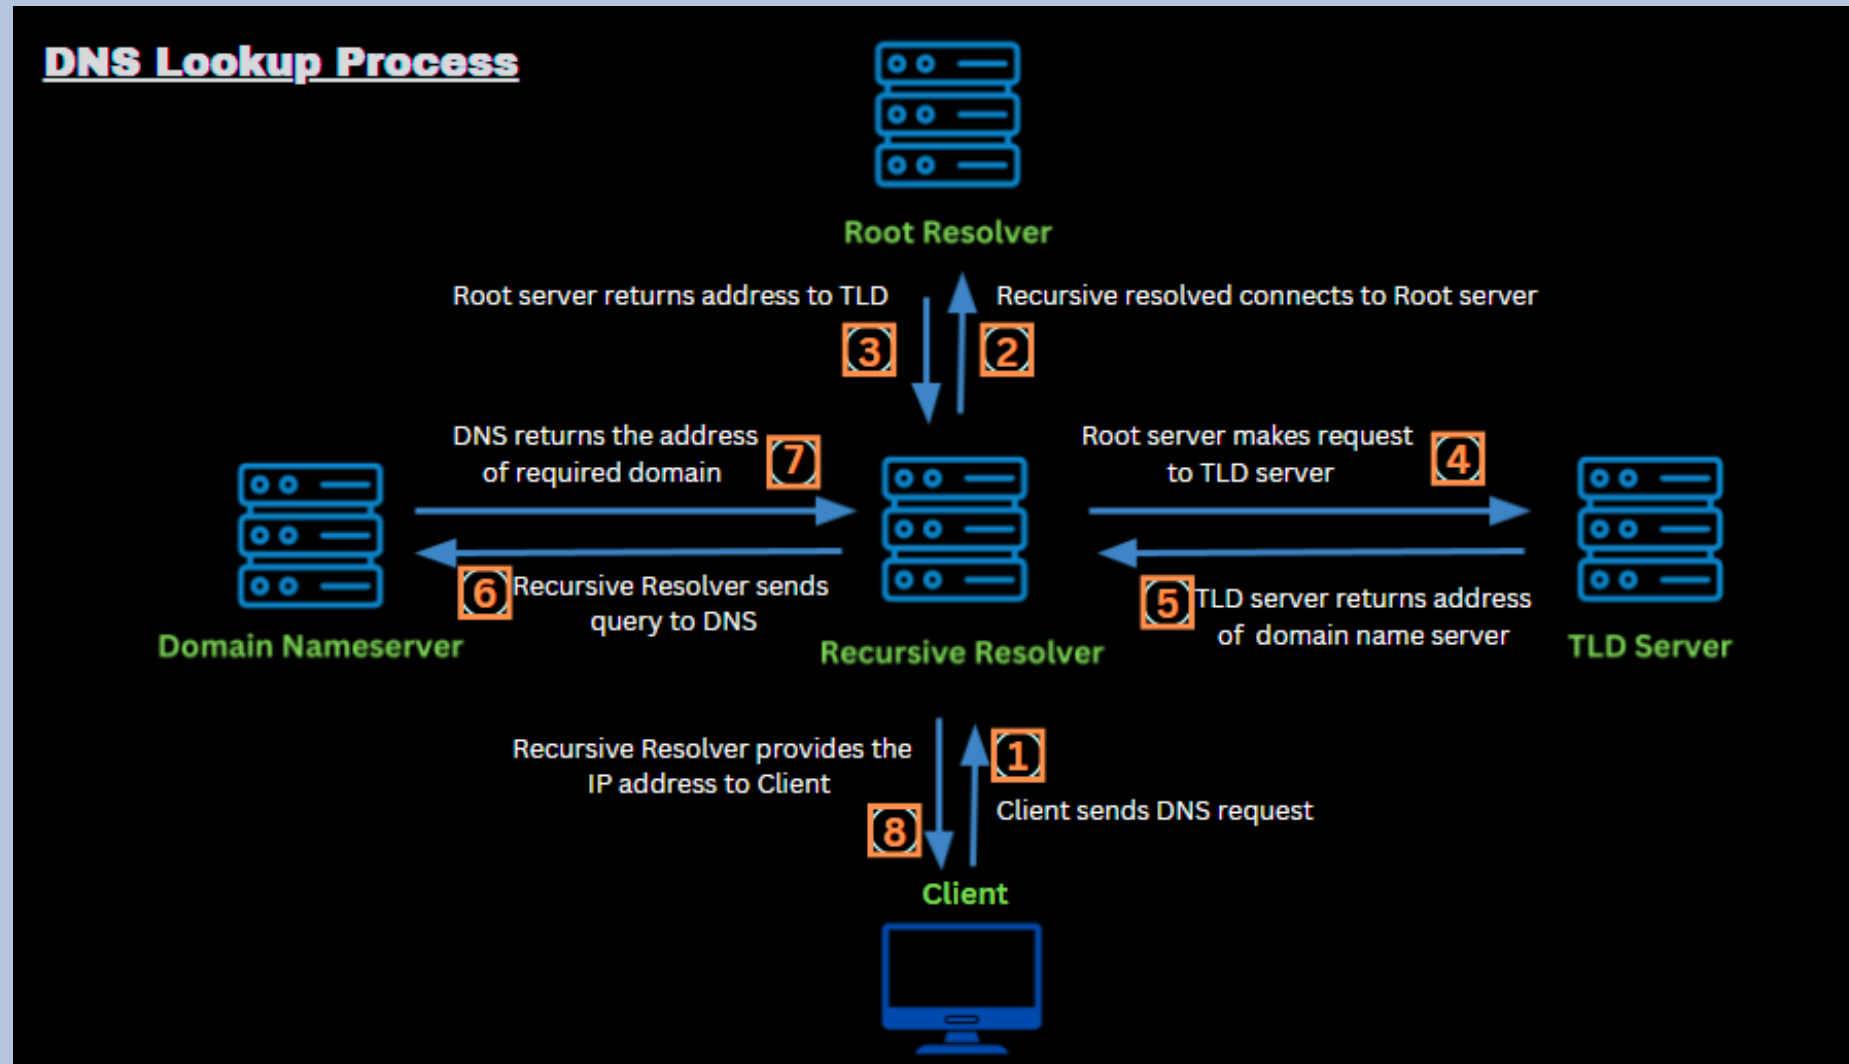 DNS Lookup Process
Root Resolver
Root server returns address to TLD
3
2
Recursive resolved connects to Root server
DNS returns the address
of required domain
7
Root server makes request
to TLD server
4
6
Recursive Resolver sends
query to DNS
5
TLD server returns address
of domain name server
Domain Nameserver
Recursive Resolver
TLD Server
Recursive Resolver provides the
IP address to Client
8
1
Client sends DNS request
Client